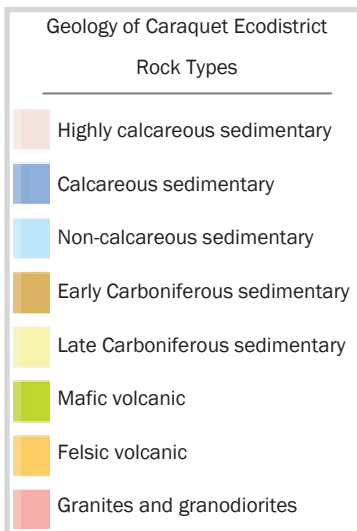 Geology of Caraquet Ecodistrict
Rock Types
Highly calcareous sedimentary
Calcareous sedimentary
Non-calcareous sedimentary
Early Carboniferous sedimentary
Late Carboniferous sedimentary
Mafic volcanic
Felsic volcanic
Granites and granodiorites